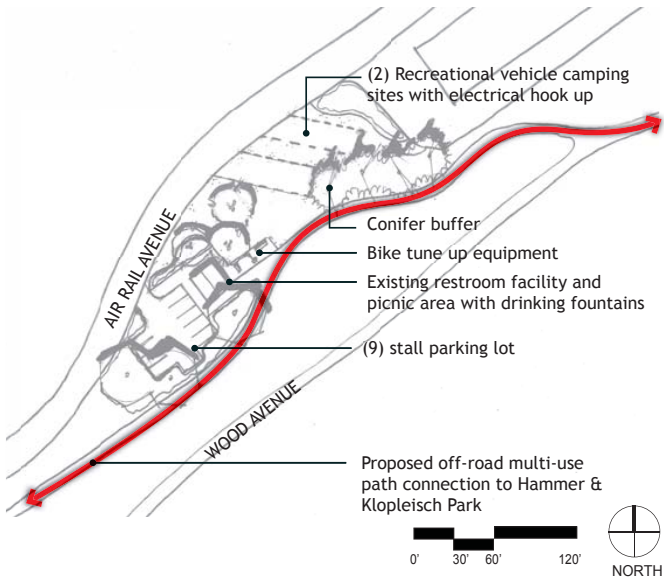 (2) Recreational vehicle camping
sites with electrical hook up
AIR RAIL AVENUE
Conifer buffer
Bike tune up equipment
Existing restroom facility and
picnic area with drinking fountains
(9) stall parking lot
WOOD AVENUE
Proposed off-road multi-use
path connection to Hammer &
Klopleisch Park
0' 30' 60' 120'
NORTH